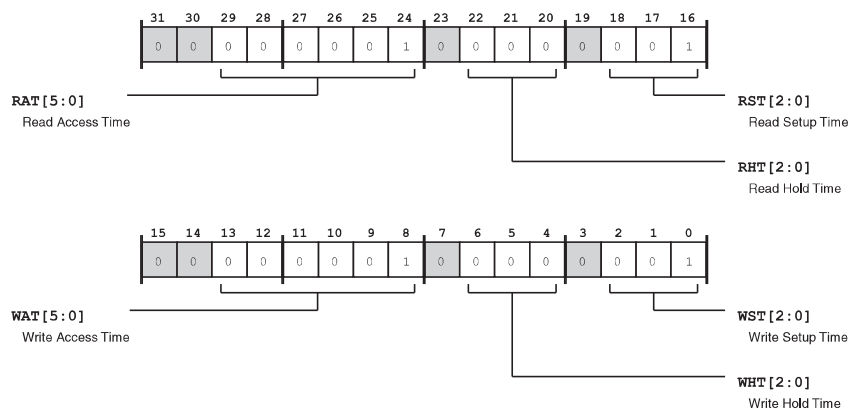 31 30 29 28 27 26 25 24 23 22 21 20 19 18 17 16
0 0 0 0 0 0 0 1 0 0 0 0 0 0 0 1
RAT[5:0]
Read Access Time
RST[2:0]
Read Setup Time
RHT[2:0]
Read Hold Time
15 14 13 12 11 10 9 8 7 6 5 4 3 2 1 0
0 0 0 0 0 0 0 1 0 0 0 0 0 0 0 1
WAT[5:0]
Write Access Time
WST[2:0]
Write Setup Time
WHT[2:0]
Write Hold Time